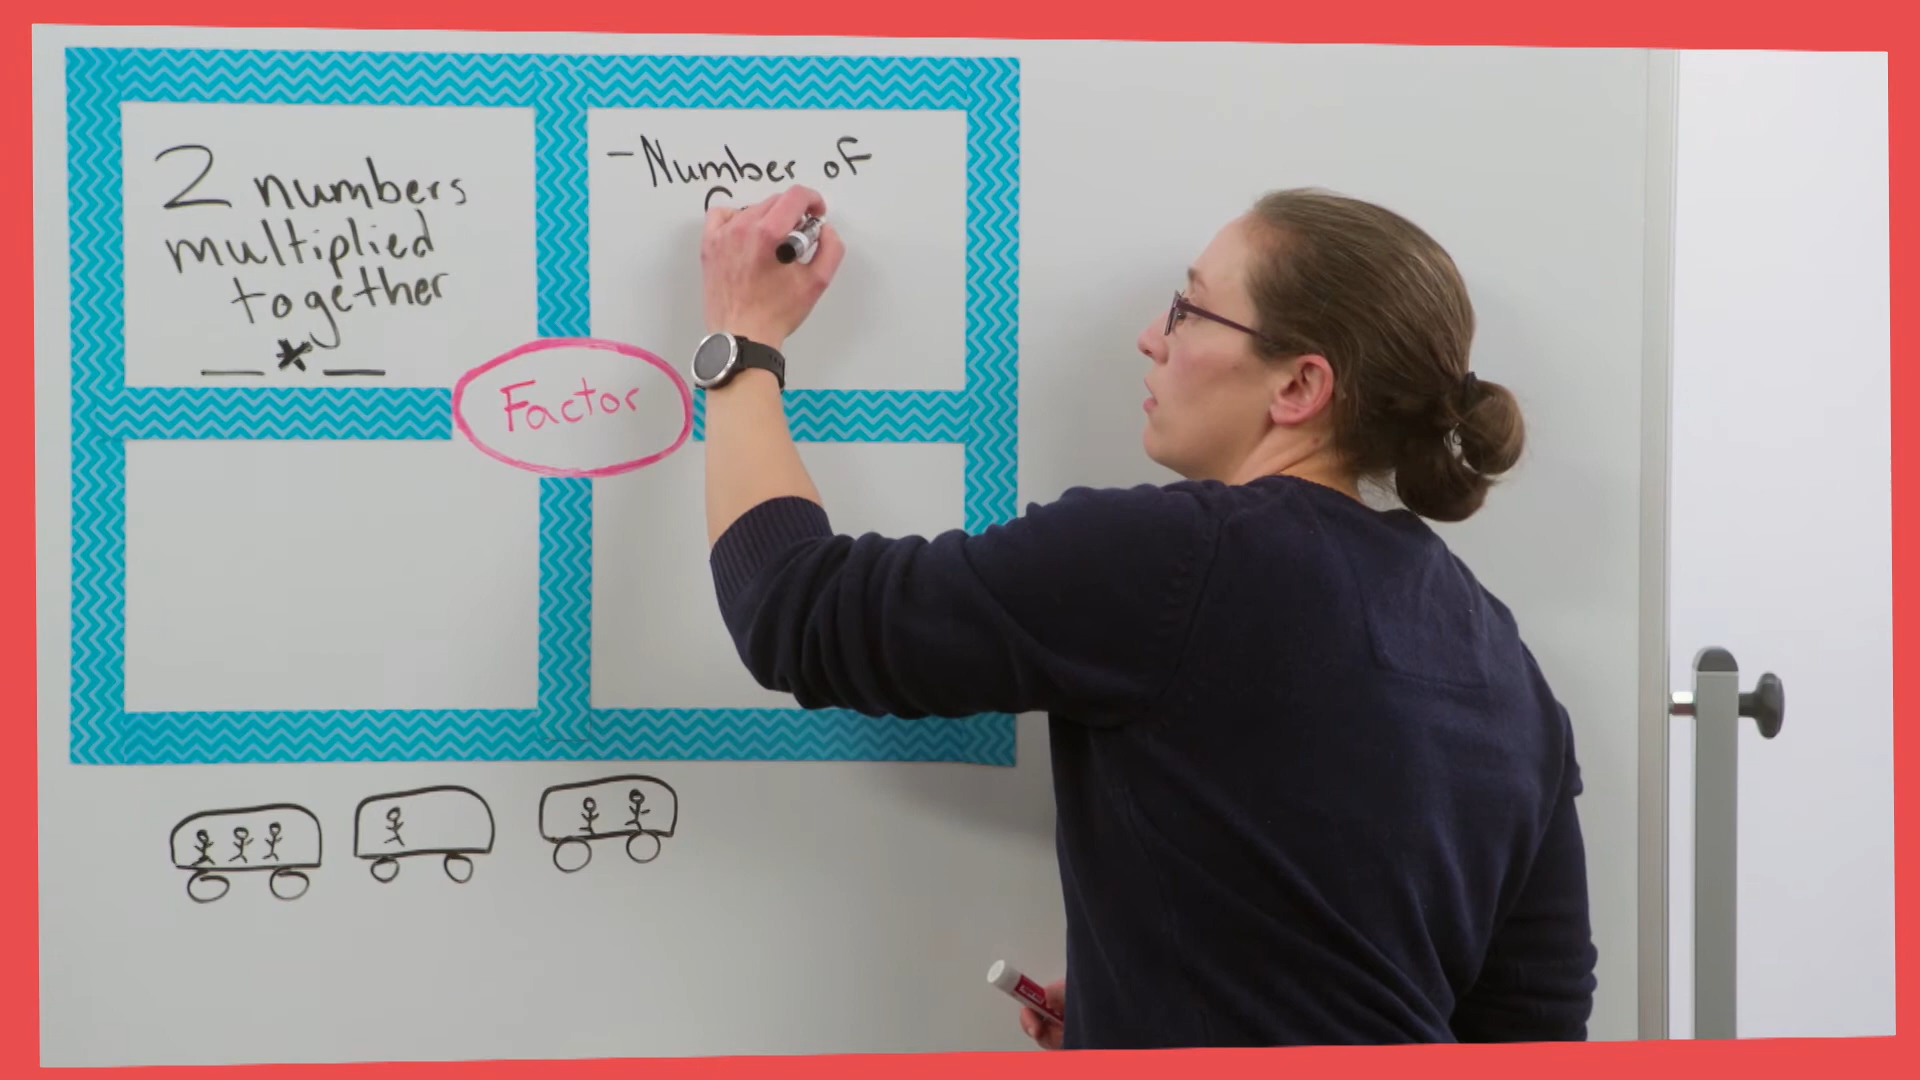 2 numbers
multiplied
together
__ * __
- Number of
Factor